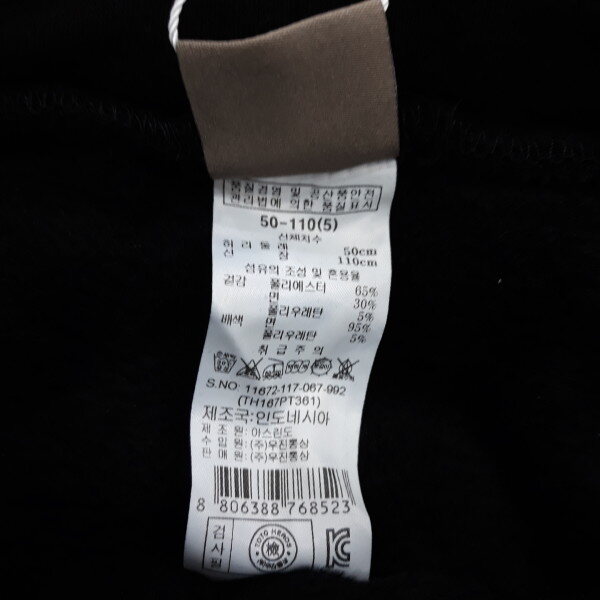 품질경영 및 공산품안전
관리법에 의한 품질표시
50-110(5)
신체치수
허리둘레 50cm
신장 110cm
섬유의 조성 및 혼용율
겉감 폴리에스터 65%
면 30%
폴리우레탄 5%
배색 면 95%
폴리우레탄 5%
취급주의
S.NO: 11672-117-067-992
(TH167PT361)
제조국:인도네시아
제조원: 아스린도
수입원: (주)우진통상
판매원: (주)우진통상
8 806388 768523
검사필
TOTO HEROS
檢